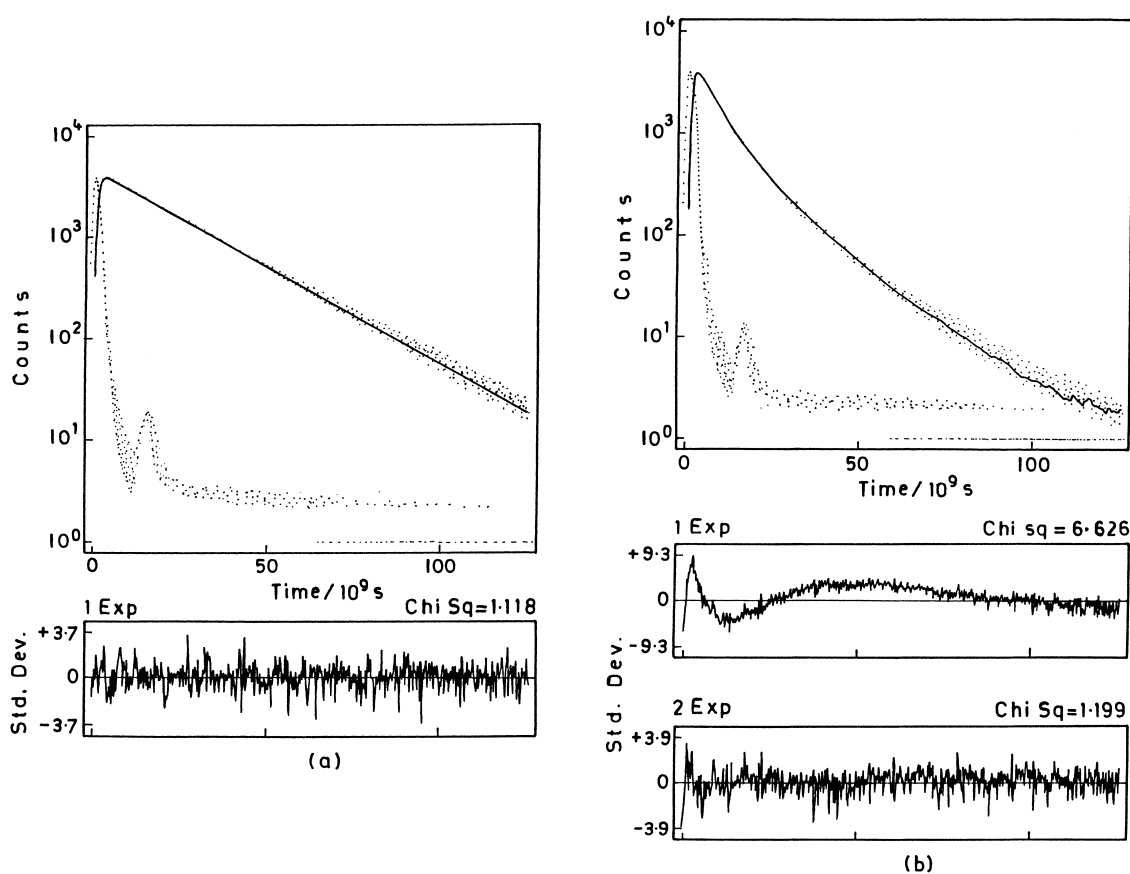 10⁴
10³
10²
10¹
10⁰
Counts
0 50 100
Time/10⁹s
1 Exp Chi Sq=1·118
+3·7
0
−3·7
Std. Dev.
(a)
10⁴
10³
10²
10¹
10⁰
Counts
0 50 100
Time/10⁹s
1 Exp Chi sq = 6·626
+9·3
0
−9·3
Std. Dev.
2 Exp Chi Sq=1·199
+3·9
0
−3·9
(b)